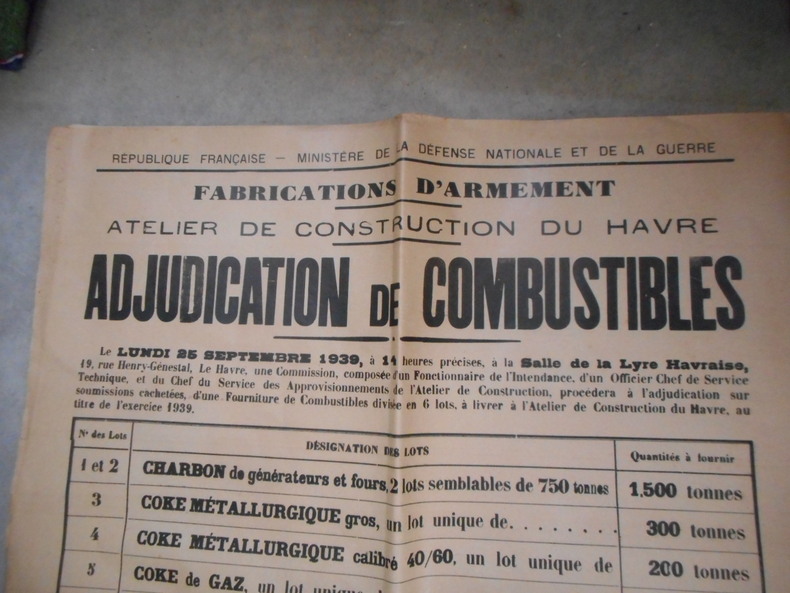 RÉPUBLIQUE FRANÇAISE — MINISTÈRE DE LA DÉFENSE NATIONALE ET DE LA GUERRE
FABRICATIONS D'ARMEMENT
ATELIER DE CONSTRUCTION DU HAVRE
ADJUDICATION DE COMBUSTIBLES
Le LUNDI 25 SEPTEMBRE 1939, à 14 heures précises, à la Salle de la Lyre Havraise,
19, rue Henry-Génestal, Le Havre, une Commission, composée d'un Fonctionnaire de l'Intendance, d'un Officier Chef de Service
Technique, et du Chef du Service des Approvisionnements de l'Atelier de Construction, procédera à l'adjudication sur
soumissions cachetées, d'une Fourniture de Combustibles divisée en 6 lots, à livrer à l'Atelier de Construction du Havre, au
titre de l'exercice 1939.
Nos des Lots DÉSIGNATION DES LOTS Quantités à fournir
1 et 2 CHARBON de générateurs et fours, 2 lots semblables de 750 tonnes 1.500 tonnes
3 COKE MÉTALLURGIQUE gros, un lot unique de. . . . . . . . 300 tonnes
4 COKE MÉTALLURGIQUE calibré 40/60, un lot unique de 200 tonnes
5 COKE de GAZ, un lot